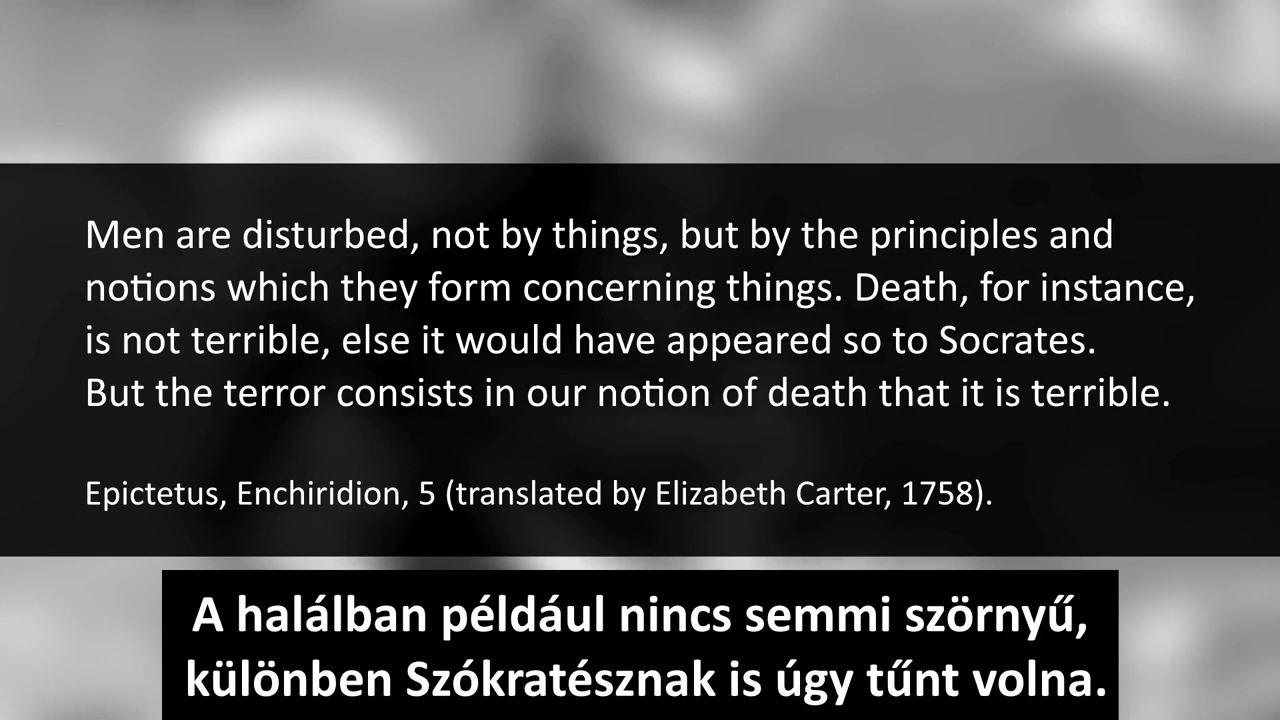 Men are disturbed, not by things, but by the principles and
notions which they form concerning things. Death, for instance,
is not terrible, else it would have appeared so to Socrates.
But the terror consists in our notion of death that it is terrible.
Epictetus, Enchiridion, 5 (translated by Elizabeth Carter, 1758).
A halálban például nincs semmi szörnyű,
különben Szókratésznak is úgy tűnt volna.